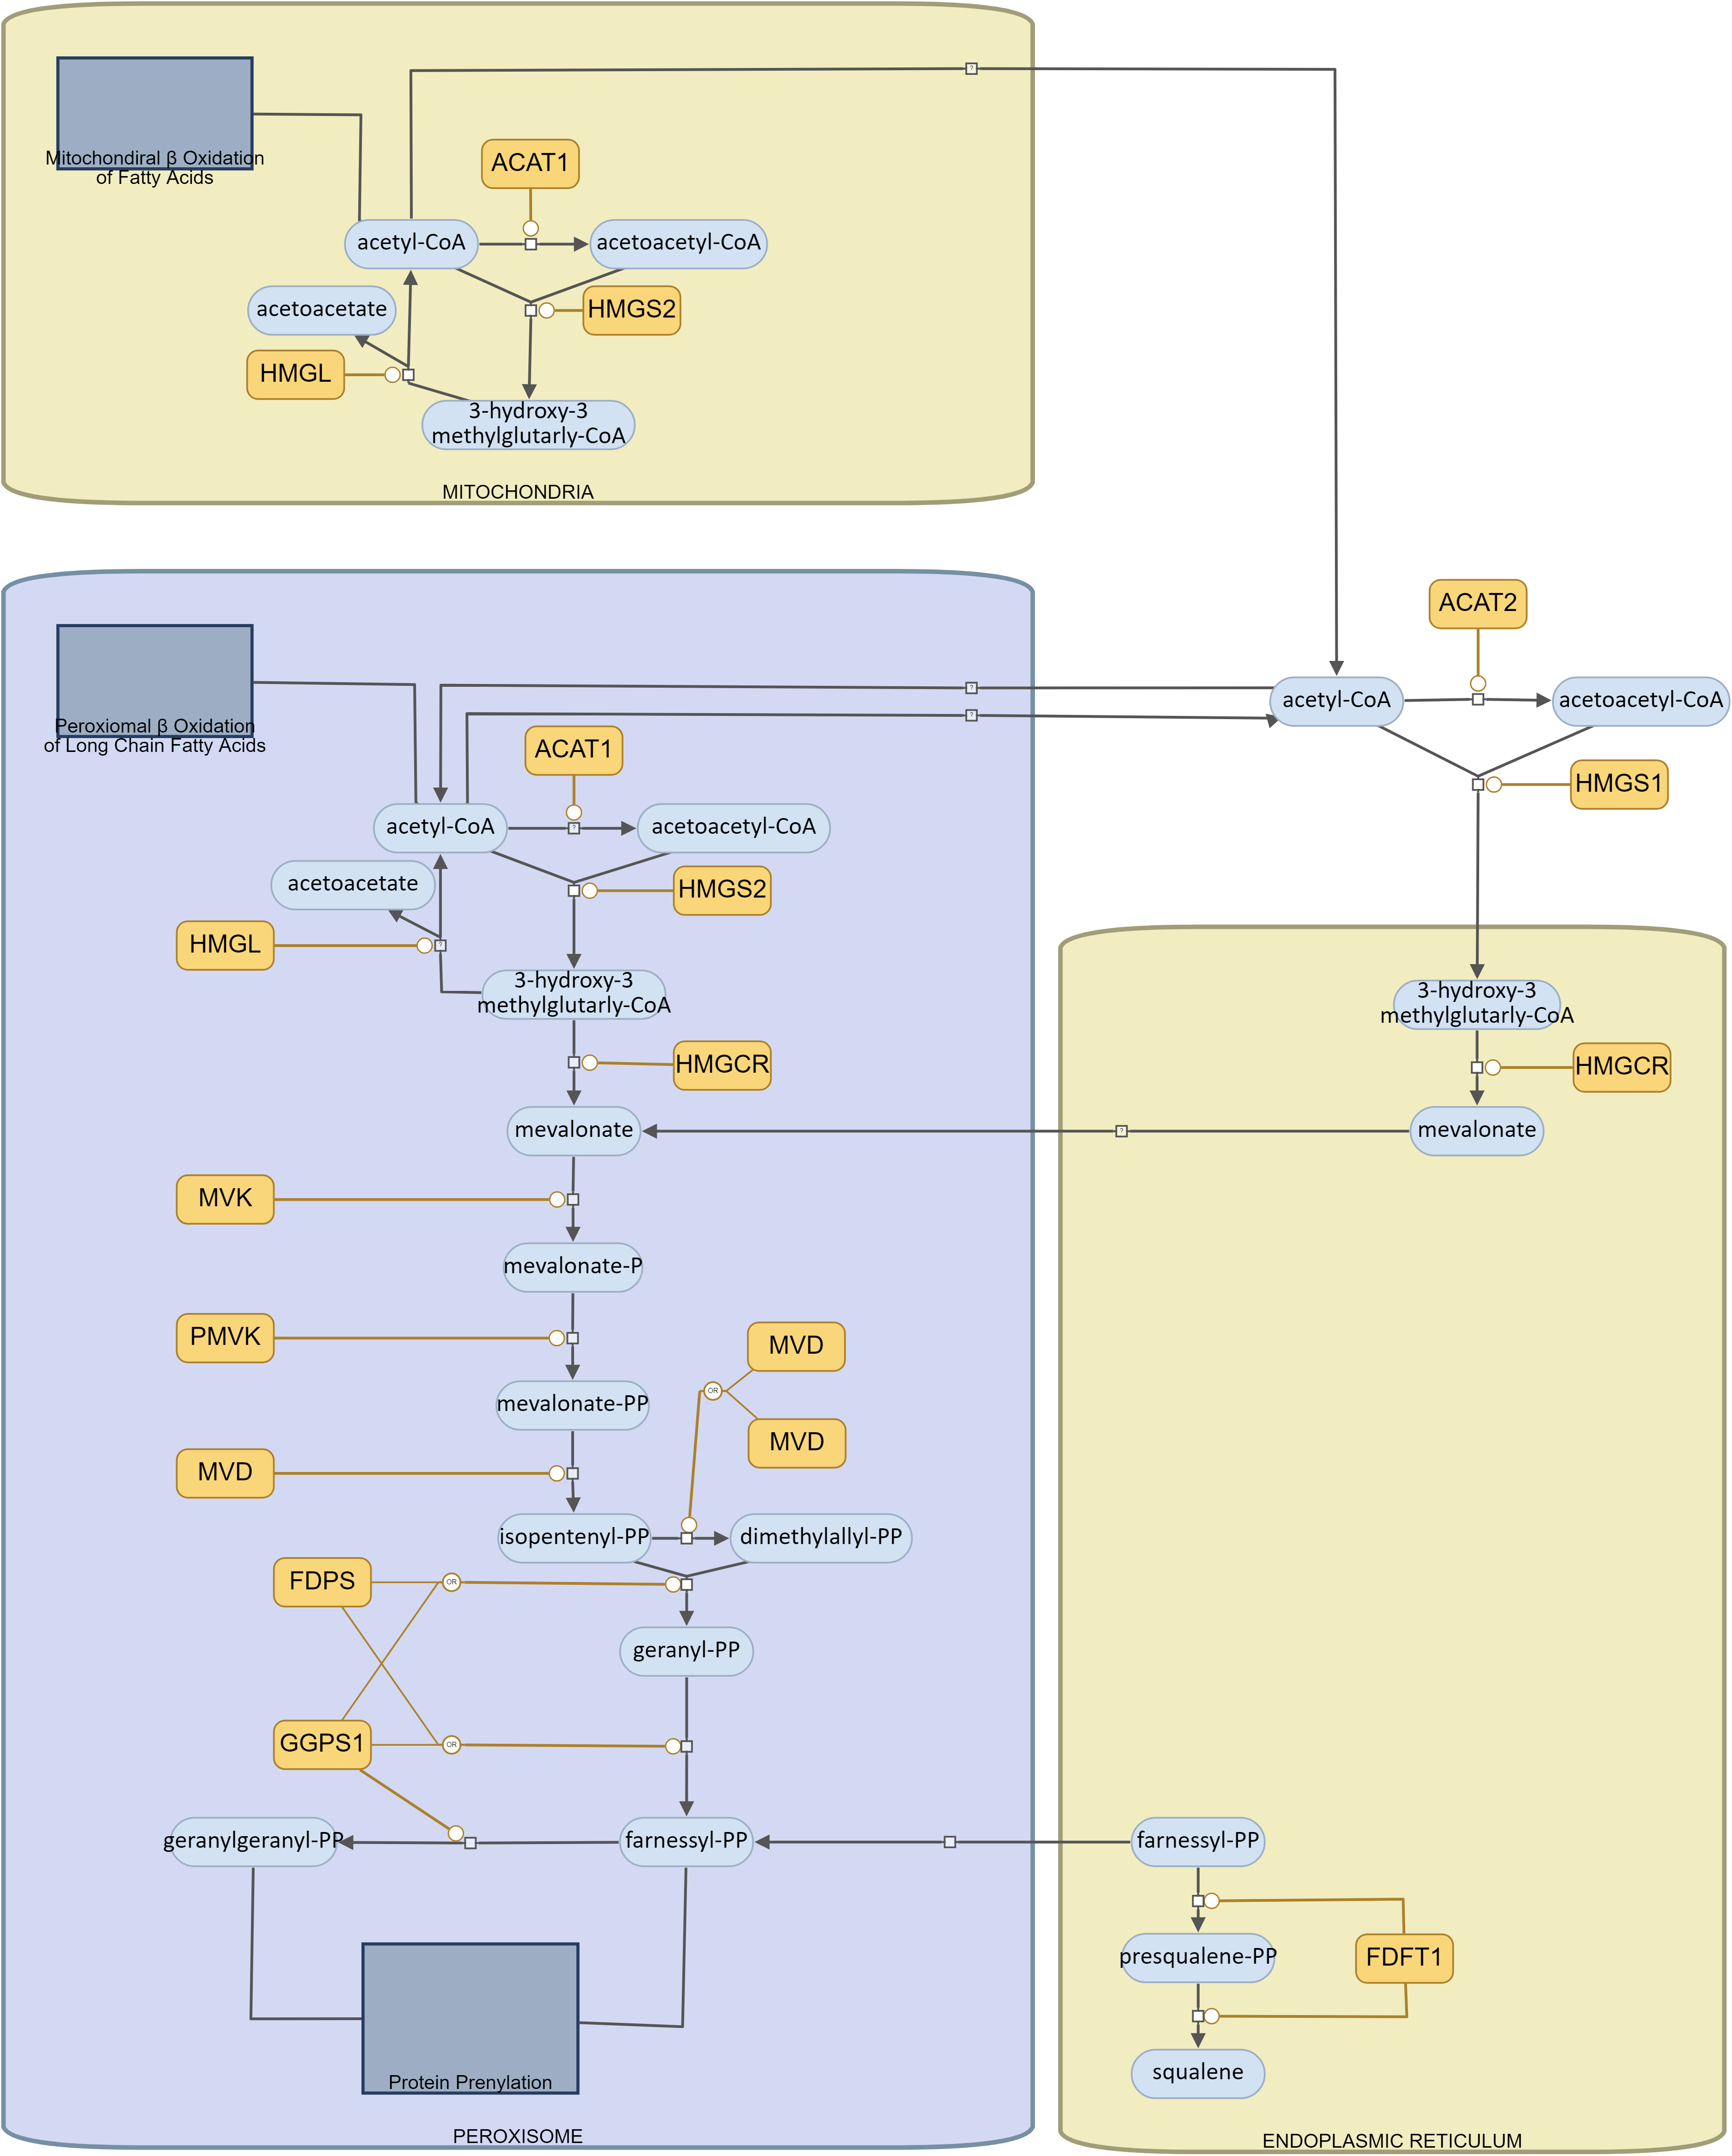 ?
Mitochondiral β Oxidation
of Fatty Acids
ACAT1
acetyl-CoA
acetoacetyl-CoA
acetoacetate
HMGS2
HMGL
3-hydroxy-3
methylglutarly-CoA
MITOCHONDRIA
ACAT2
Peroxiomal β Oxidation
of Long Chain Fatty Acids
?
?
acetyl-CoA
acetoacetyl-CoA
ACAT1
HMGS1
acetyl-CoA
?
acetoacetyl-CoA
acetoacetate
HMGS2
HMGL
?
3-hydroxy-3
methylglutarly-CoA
3-hydroxy-3
methylglutarly-CoA
HMGCR
HMGCR
mevalonate
?
mevalonate
MVK
mevalonate-P
PMVK
MVD
OR
mevalonate-PP
MVD
MVD
isopentenyl-PP
dimethylallyl-PP
FDPS
OR
geranyl-PP
GGPS1
OR
geranylgeranyl-PP
farnessyl-PP
farnessyl-PP
presqualene-PP
FDFT1
squalene
Protein Prenylation
PEROXISOME
ENDOPLASMIC RETICULUM